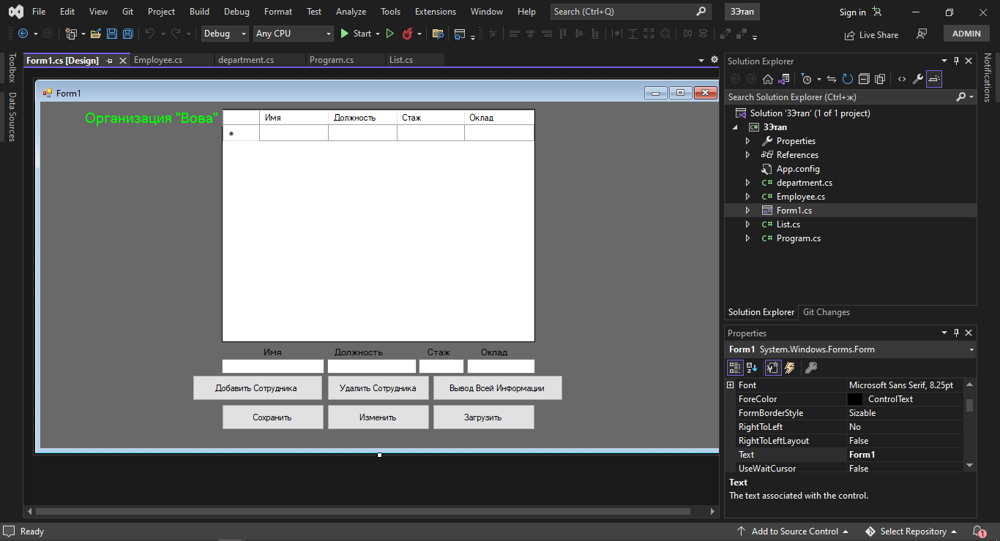 File Edit View Git Project Build Debug Format Test Analyze Tools Extensions Window Help Search (Ctrl+Q) 3Этап Sign in
Debug Any CPU Start Live Share ADMIN
Toolbox
Data Sources
Form1.cs [Design] Employee.cs department.cs Program.cs List.cs
Form1
Организация "Вова"
Имя Должность Стаж Оклад
Имя Должность Стаж Оклад
Добавить Сотрудника Удалить Сотрудника Вывод Всей Информации
Сохранить Изменить Загрузить
Solution Explorer
Search Solution Explorer (Ctrl+ж)
Solution '3Этап' (1 of 1 project)
C# 3Этап
Properties
References
App.config
C# department.cs
C# Employee.cs
Form1.cs
C# List.cs
C# Program.cs
Solution Explorer Git Changes
Properties
Form1 System.Windows.Forms.Form
Font Microsoft Sans Serif, 8.25pt
ForeColor ControlText
FormBorderStyle Sizable
RightToLeft No
RightToLeftLayout False
Text Form1
UseWaitCursor False
Text
The text associated with the control.
Notifications
Ready Add to Source Control Select Repository 1